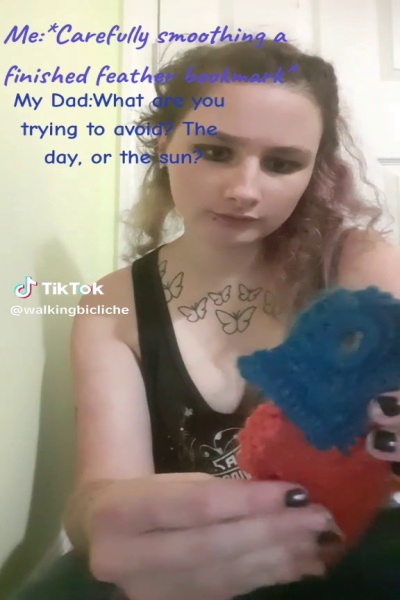 Me:*Carefully smoothing a
finished feather bookmark*
My Dad:What are you
trying to avoid? The
day, or the sun?
TikTok
@walkingbicliche